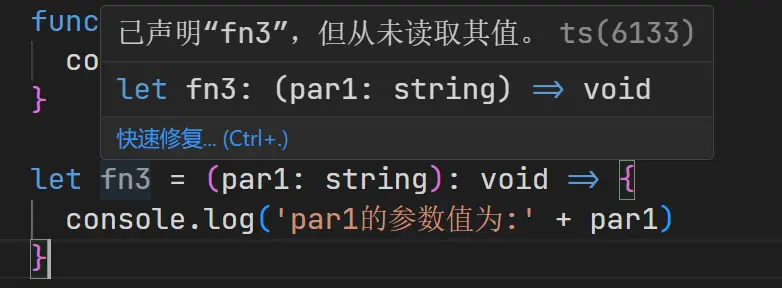 func
已声明“fn3”，但从未读取其值。 ts(6133)
co
let fn3: (par1: string) => void
}
快速修复... (Ctrl+.)
let fn3 = (par1: string): void => {
console.log('par1的参数值为:' + par1)
}